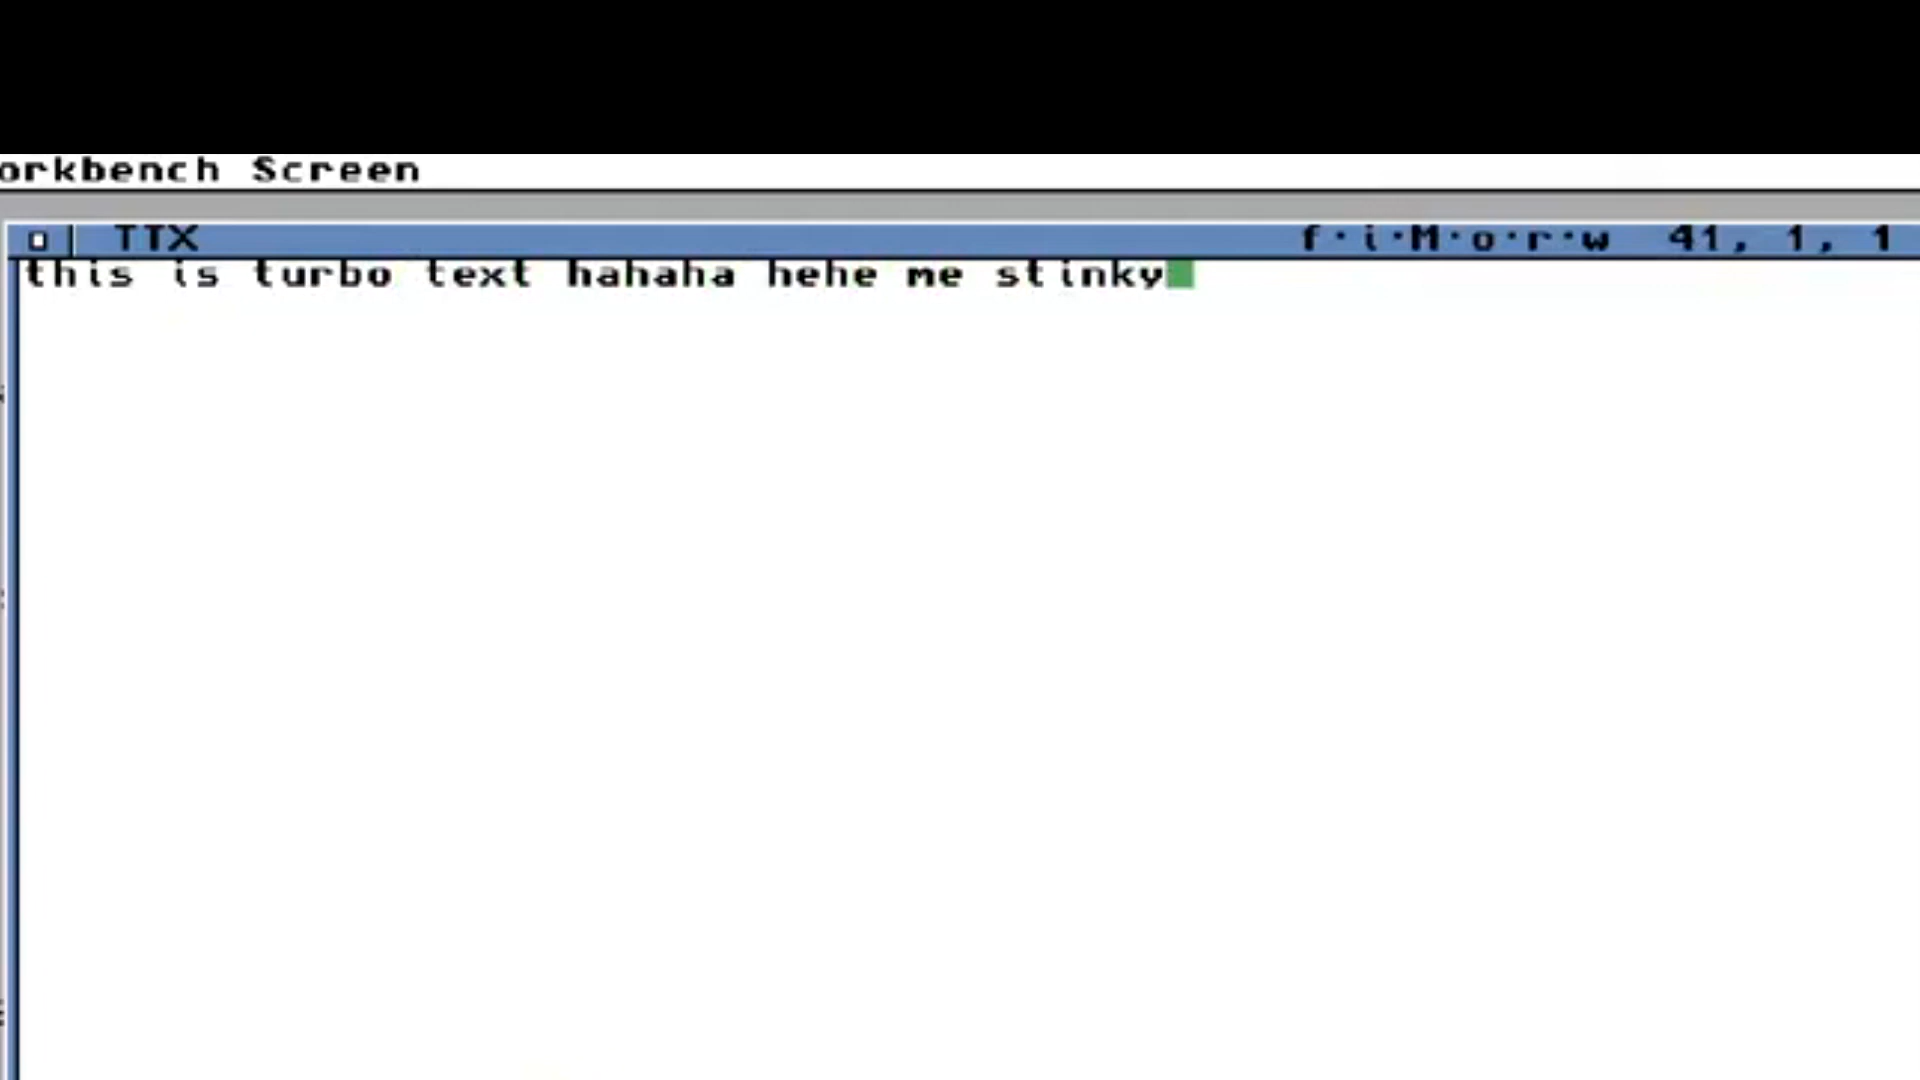 orkbench Screen
TTX f·i·M·o·r·w 41, 1, 1
this is turbo text hahaha hehe me stinky